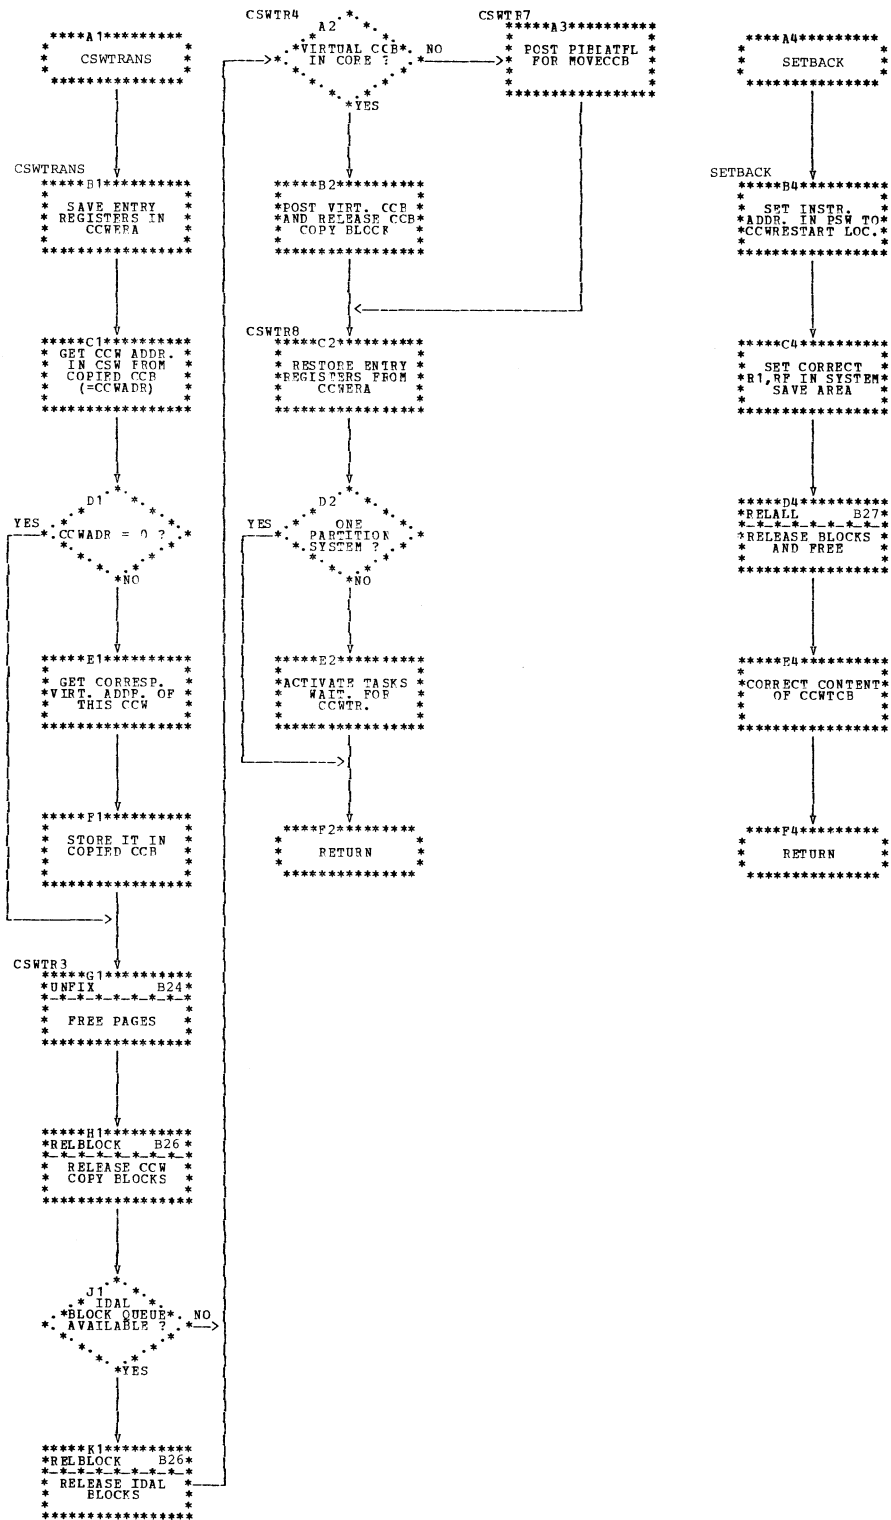 ****A1*********
CSWTRANS
CSWTRANS
*****B1**********
SAVE ENTRY
REGISTERS IN
CCWERA
*****C1**********
GET CCW ADDR.
IN CSW FROM
COPIED CCB
(=CCWADR)
D1
CCWADR = 0 ?
YES
*NO
*****E1**********
GET CORRESP.
*VIRT. ADDR. OF
THIS CCW
*****F1**********
STORE IT IN
COPIED CCB
CSWTR3
*****G1**********
*UNFIX B24*
*-*-*-*-*-*-*-*-*
FREE PAGES
*****H1**********
*RELBLOCK B26*
*-*-*-*-*-*-*-*-*
RELEASE CCW
COPY BLOCKS
J1
IDAL
*BLOCK QUEUE*
AVAILABLE ?
NO
*YES
*****K1**********
*RELBLOCK B26*
*-*-*-*-*-*-*-*-*
RELEASE IDAL
BLOCKS
CSWTR4
A2
*VIRTUAL CCB*
IN CORE ?
NO
*YES
*****B2**********
*POST VIRT. CCB
AND RELEASE CCB*
COPY BLOCK
CSWTR8
*****C2**********
RESTORE ENTRY
*REGISTERS FROM
CCWERA
D2
ONE
PARTITION
SYSTEM ?
YES
*NO
*****E2**********
*ACTIVATE TASKS
WAIT. FOR
CCWTR.
****F2*********
RETURN
CSWTR7
*****A3**********
POST PIBDATFL
FOR MOVECCB
****A4*********
SETBACK
SETBACK
*****B4**********
SET INSTR.
ADDR. IN PSW TO*
*CCWRESTART LOC.*
*****C4**********
SET CORRECT
*R1,RF IN SYSTEM*
SAVE AREA
*****D4**********
*RELALL B27*
*-*-*-*-*-*-*-*-*
*RELEASE BLOCKS
AND FREE
*****E4**********
*CORRECT CONTENT*
OF CCWTCB
****F4*********
RETURN